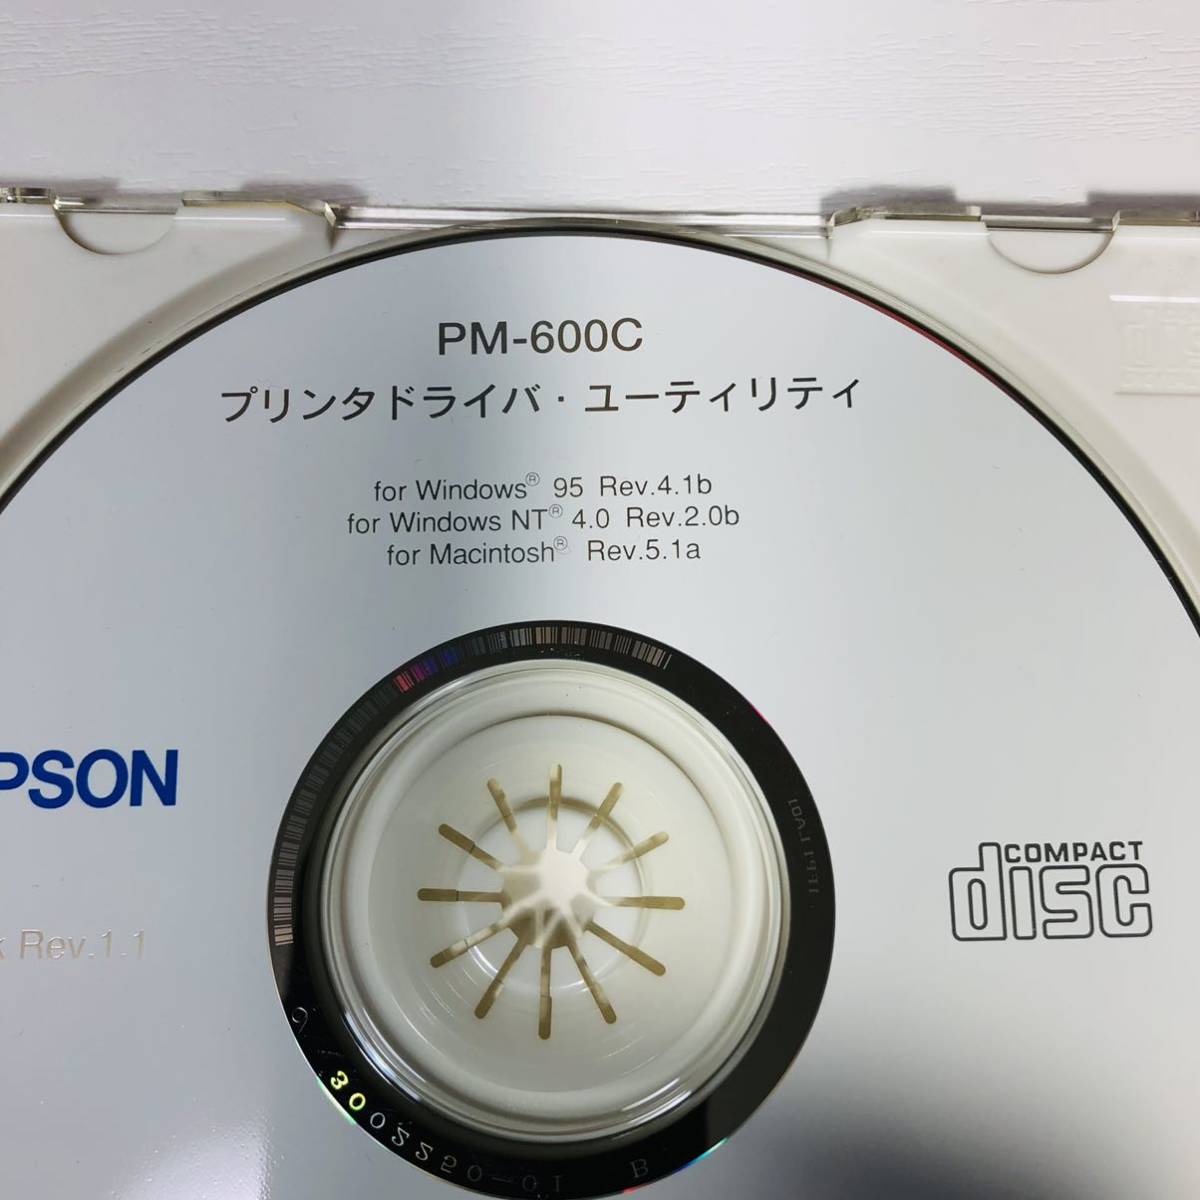 PM-600C
プリンタドライバ・ユーティリティ
for Windows® 95 Rev.4.1b
for Windows NT® 4.0 Rev.2.0b
for Macintosh® Rev.5.1a
PSON
k Rev.1.1
COMPACT
disc